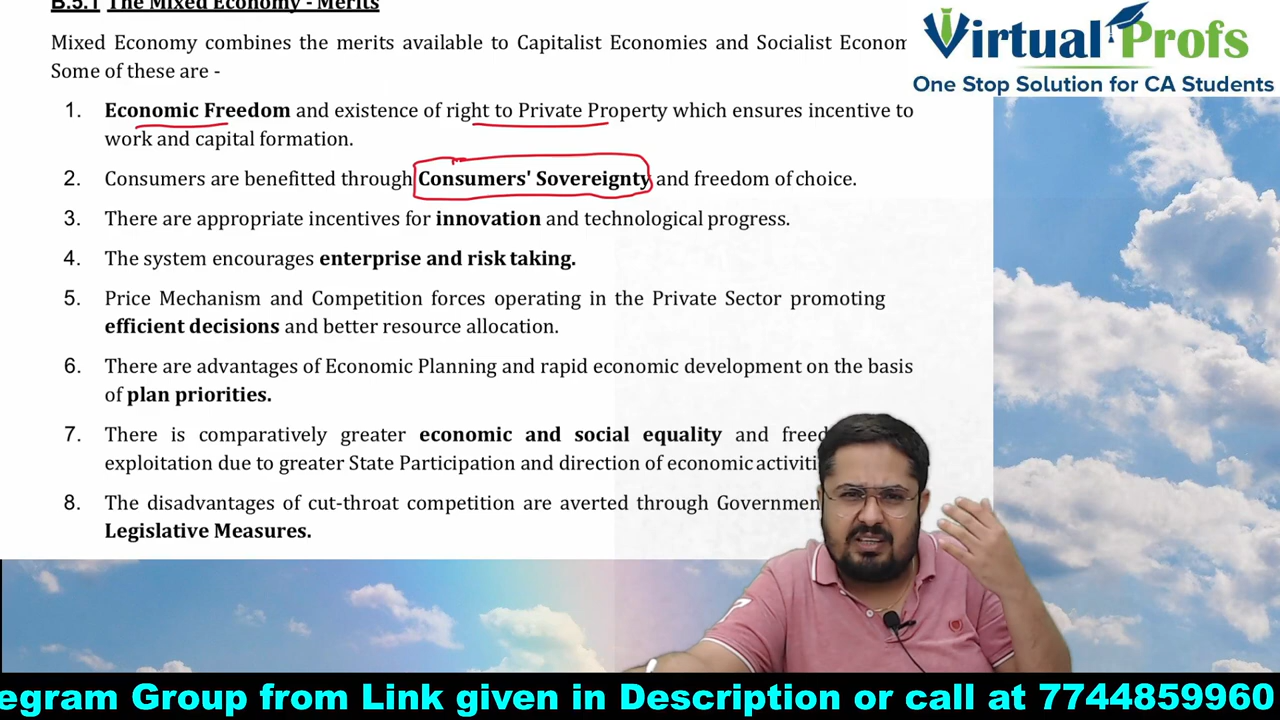 B.5.1 The Mixed Economy - Merits
Mixed Economy combines the merits available to Capitalist Economies and Socialist Econom
Some of these are -
1. Economic Freedom and existence of right to Private Property which ensures incentive to
work and capital formation.
2. Consumers are benefitted through Consumers' Sovereignty and freedom of choice.
3. There are appropriate incentives for innovation and technological progress.
4. The system encourages enterprise and risk taking.
5. Price Mechanism and Competition forces operating in the Private Sector promoting
efficient decisions and better resource allocation.
6. There are advantages of Economic Planning and rapid economic development on the basis
of plan priorities.
7. There is comparatively greater economic and social equality and freed
exploitation due to greater State Participation and direction of economic activiti
8. The disadvantages of cut-throat competition are averted through Governmen
Legislative Measures.
Virtual Profs
One Stop Solution for CA Students
egram Group from Link given in Description or call at 7744859960